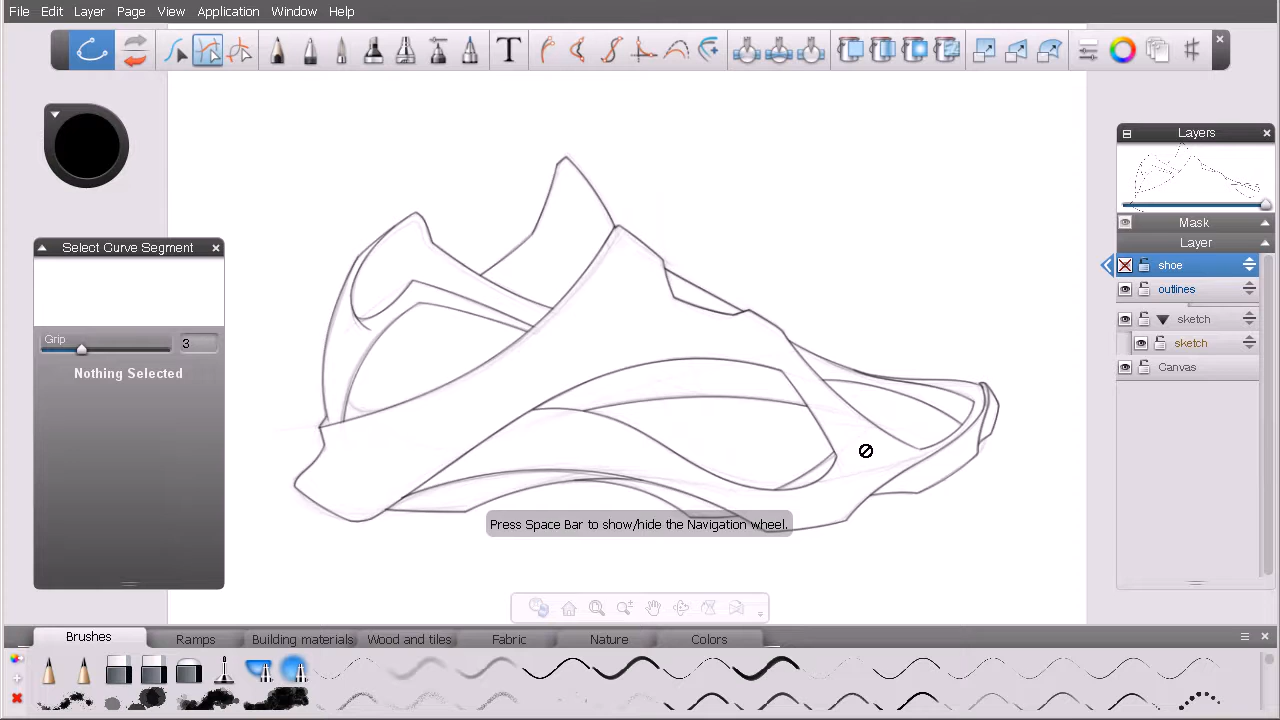 File Edit Layer Page View Application Window Help
T
Layers
Mask
Layer
shoe
outlines
sketch
sketch
Canvas
Select Curve Segment
Grip 3
Nothing Selected
Press Space Bar to show/hide the Navigation wheel.
Brushes Ramps Building materials Wood and tiles Fabric Nature Colors